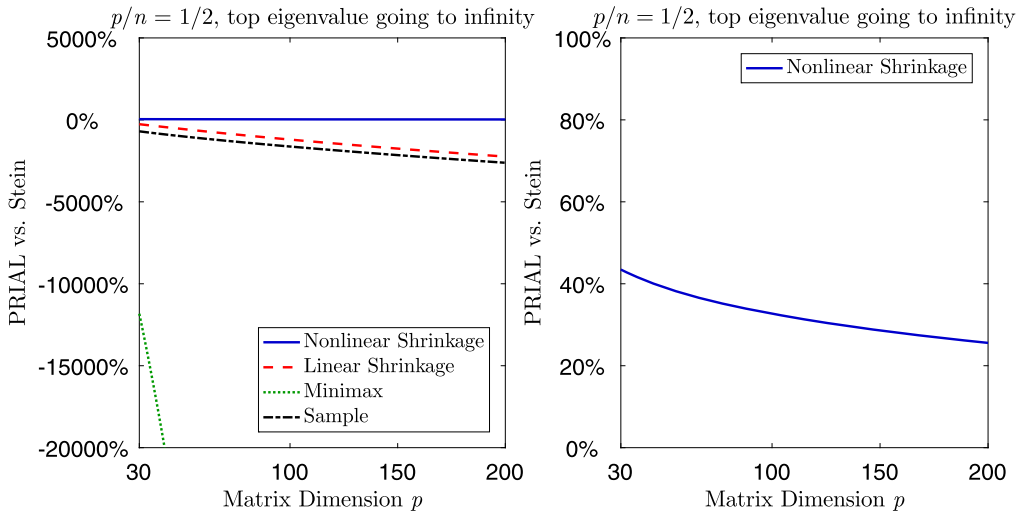 p/n = 1/2, top eigenvalue going to infinity
5000%
0%
-5000%
-10000%
-15000%
-20000%
PRIAL vs. Stein
Nonlinear Shrinkage
Linear Shrinkage
Minimax
Sample
30
100
150
200
Matrix Dimension p
p/n = 1/2, top eigenvalue going to infinity
100%
80%
60%
40%
20%
0%
PRIAL vs. Stein
Nonlinear Shrinkage
30
100
150
200
Matrix Dimension p